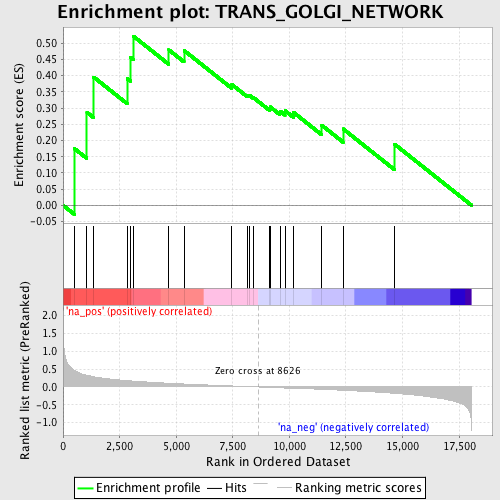 Enrichment plot: TRANS_GOLGI_NETWORK
Enrichment score (ES)
0.50
0.45
0.40
0.35
0.30
0.25
0.20
0.15
0.10
0.05
0.00
-0.05
'na_pos' (positively correlated)
Ranked list metric (PreRanked)
2.0
1.5
1.0
0.5
0.0
-0.5
-1.0
Zero cross at 8626
'na_neg' (negatively correlated)
0 2,500 5,000 7,500 10,000 12,500 15,000 17,500
Rank in Ordered Dataset
Enrichment profile Hits Ranking metric scores